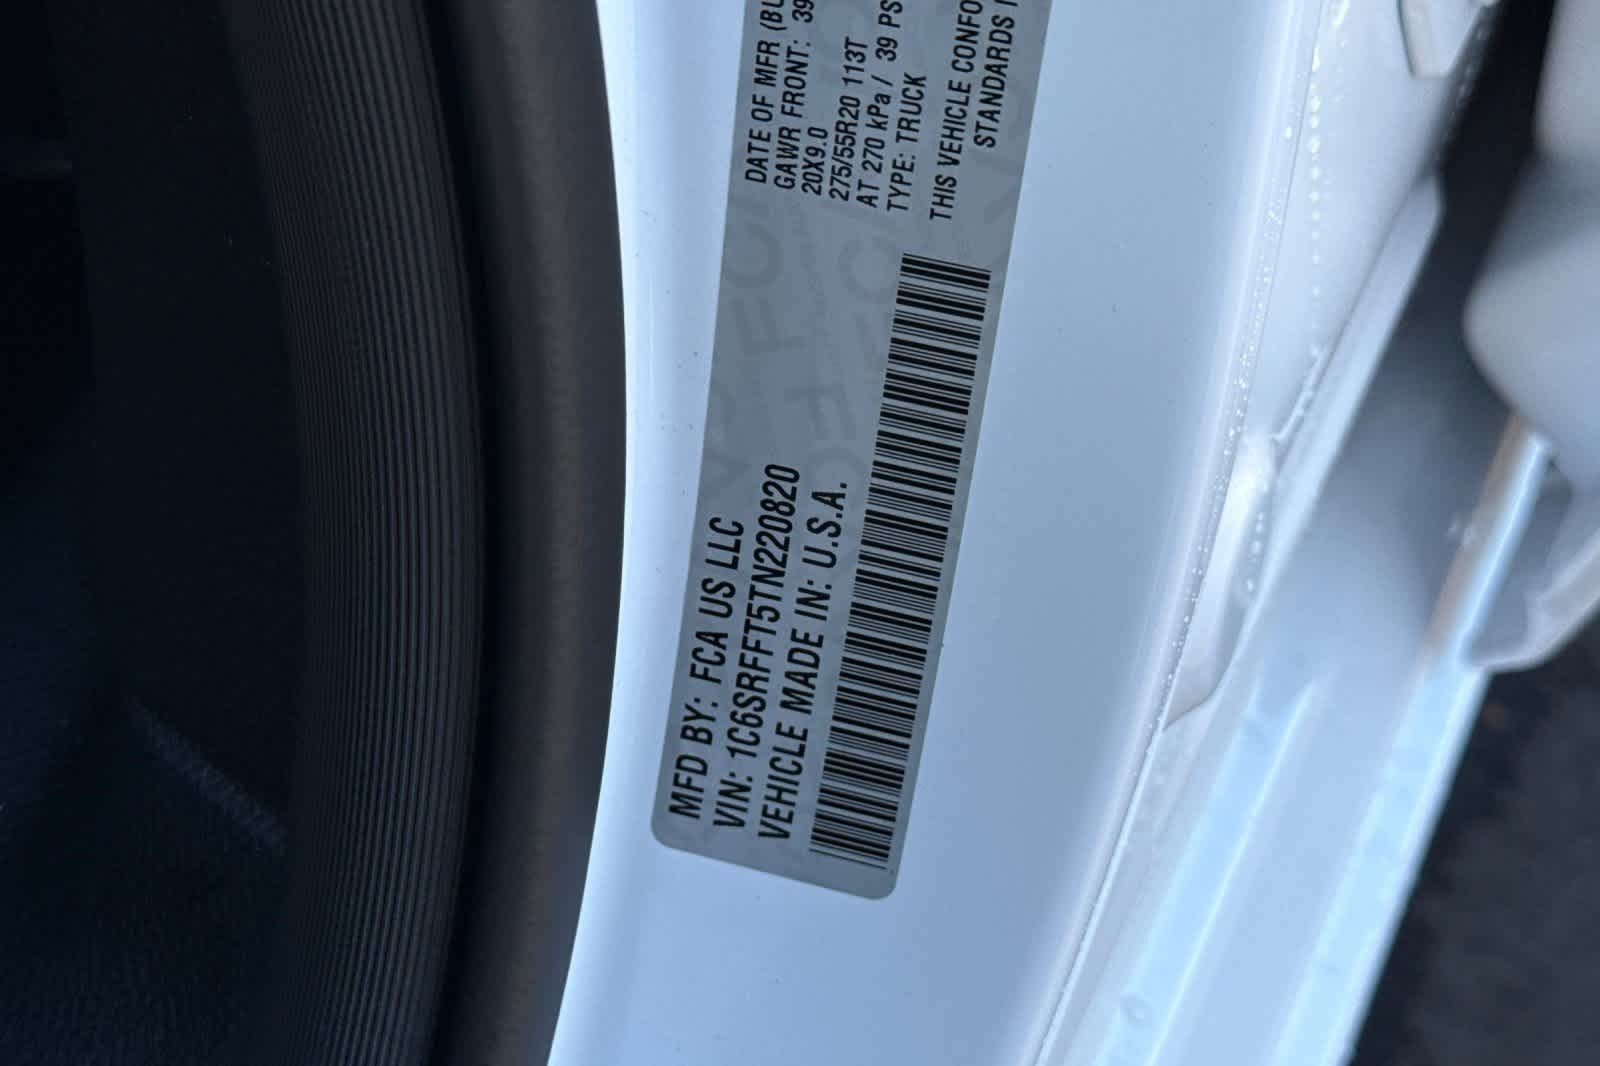 MFD BY: FCA US LLC
VIN: 1C6SRFFT5TN220820
VEHICLE MADE IN: U.S.A.
DATE OF MFR
GAWR FRONT:
20X9.0
275/55R20 113T
AT 270 kPa / 39
TYPE: TRUCK
THIS VEHICLE
STANDARDS